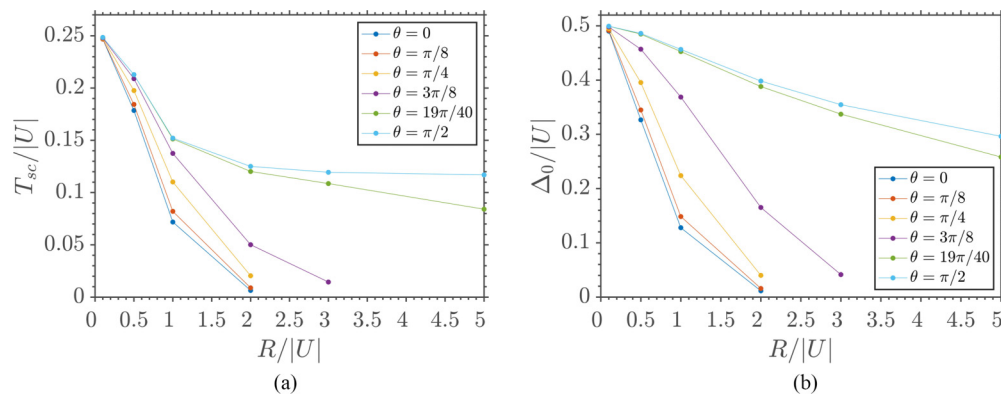 0.25
0.2
0.15
0.1
0.05
0
T_{sc}/|U|
θ = 0
θ = π/8
θ = π/4
θ = 3π/8
θ = 19π/40
θ = π/2
0 0.5 1 1.5 2 2.5 3 3.5 4 4.5 5
R/|U|
(a)
0.5
0.4
0.3
0.2
0.1
0
Δ_0/|U|
θ = 0
θ = π/8
θ = π/4
θ = 3π/8
θ = 19π/40
θ = π/2
0 0.5 1 1.5 2 2.5 3 3.5 4 4.5 5
R/|U|
(b)